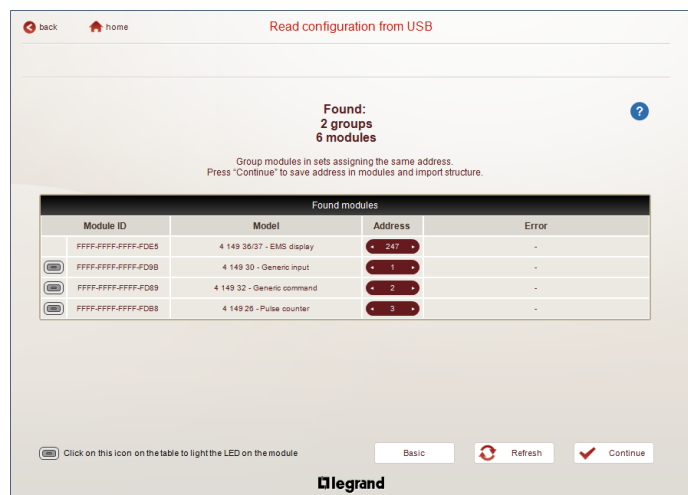 back
home
Read configuration from USB
Found:
2 groups
6 modules
?
Group modules in sets assigning the same address.
Press "Continue" to save address in modules and import structure.
Found modules
Module ID Model Address Error
FFFF-FFFF-FFFF-FDE5 4 149 36/37 - EMS display 247 -
FFFF-FFFF-FFFF-FD9B 4 149 30 - Generic input 1 -
FFFF-FFFF-FFFF-FD89 4 149 32 - Generic command 2 -
FFFF-FFFF-FFFF-FDB8 4 149 26 - Pulse counter 3 -
Click on this icon on the table to light the LED on the module
Basic
Refresh
Continue
legrand